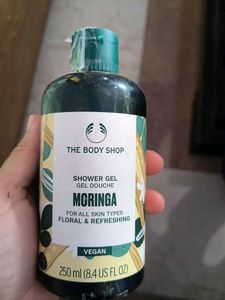 THE BODY SHOP
SHOWER GEL
GEL DOUCHE
MORINGA
FOR ALL SKIN TYPES
FLORAL & REFRESHING
VEGAN
250 ml (8.4 US FL OZ)